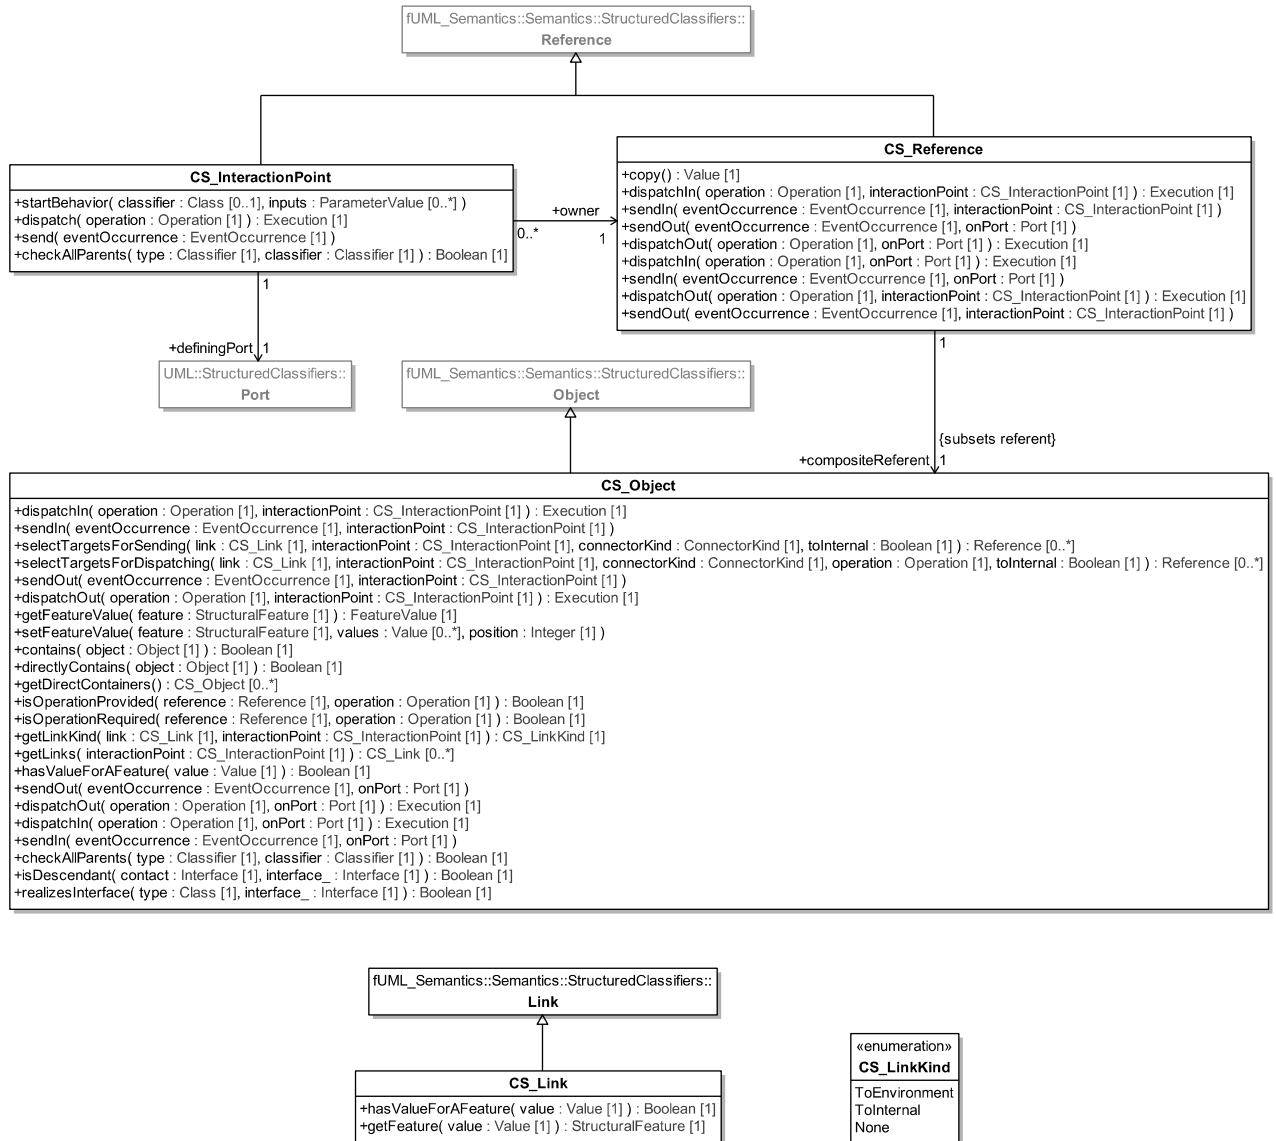 fUML_Semantics::Semantics::StructuredClassifiers::
Reference
CS_InteractionPoint
+startBehavior( classifier : Class [0..1], inputs : ParameterValue [0..*] )
+dispatch( operation : Operation [1] ) : Execution [1]
+send( eventOccurrence : EventOccurrence [1] )
+checkAllParents( type : Classifier [1], classifier : Classifier [1] ) : Boolean [1]
+owner
0..*
1
CS_Reference
+copy() : Value [1]
+dispatchIn( operation : Operation [1], interactionPoint : CS_InteractionPoint [1] ) : Execution [1]
+sendIn( eventOccurrence : EventOccurrence [1], interactionPoint : CS_InteractionPoint [1] )
+sendOut( eventOccurrence : EventOccurrence [1], onPort : Port [1] )
+dispatchOut( operation : Operation [1], onPort : Port [1] ) : Execution [1]
+dispatchIn( operation : Operation [1], onPort : Port [1] ) : Execution [1]
+sendIn( eventOccurrence : EventOccurrence [1], onPort : Port [1] )
+dispatchOut( operation : Operation [1], interactionPoint : CS_InteractionPoint [1] ) : Execution [1]
+sendOut( eventOccurrence : EventOccurrence [1], interactionPoint : CS_InteractionPoint [1] )
1
+definingPort
1
UML::StructuredClassifiers::
Port
fUML_Semantics::Semantics::StructuredClassifiers::
Object
1
{subsets referent}
+compositeReferent
1
CS_Object
+dispatchIn( operation : Operation [1], interactionPoint : CS_InteractionPoint [1] ) : Execution [1]
+sendIn( eventOccurrence : EventOccurrence [1], interactionPoint : CS_InteractionPoint [1] )
+selectTargetsForSending( link : CS_Link [1], interactionPoint : CS_InteractionPoint [1], connectorKind : ConnectorKind [1], toInternal : Boolean [1] ) : Reference [0..*]
+selectTargetsForDispatching( link : CS_Link [1], interactionPoint : CS_InteractionPoint [1], connectorKind : ConnectorKind [1], operation : Operation [1], toInternal : Boolean [1] ) : Reference [0..*]
+sendOut( eventOccurrence : EventOccurrence [1], interactionPoint : CS_InteractionPoint [1] )
+dispatchOut( operation : Operation [1], interactionPoint : CS_InteractionPoint [1] ) : Execution [1]
+getFeatureValue( feature : StructuralFeature [1] ) : FeatureValue [1]
+setFeatureValue( feature : StructuralFeature [1], values : Value [0..*], position : Integer [1] )
+contains( object : Object [1] ) : Boolean [1]
+directlyContains( object : Object [1] ) : Boolean [1]
+getDirectContainers() : CS_Object [0..*]
+isOperationProvided( reference : Reference [1], operation : Operation [1] ) : Boolean [1]
+isOperationRequired( reference : Reference [1], operation : Operation [1] ) : Boolean [1]
+getLinkKind( link : CS_Link [1], interactionPoint : CS_InteractionPoint [1] ) : CS_LinkKind [1]
+getLinks( interactionPoint : CS_InteractionPoint [1] ) : CS_Link [0..*]
+hasValueForAFeature( value : Value [1] ) : Boolean [1]
+sendOut( eventOccurrence : EventOccurrence [1], onPort : Port [1] )
+dispatchOut( operation : Operation [1], onPort : Port [1] ) : Execution [1]
+dispatchIn( operation : Operation [1], onPort : Port [1] ) : Execution [1]
+sendIn( eventOccurrence : EventOccurrence [1], onPort : Port [1] )
+checkAllParents( type : Classifier [1], classifier : Classifier [1] ) : Boolean [1]
+isDescendant( contact : Interface [1], interface_ : Interface [1] ) : Boolean [1]
+realizesInterface( type : Class [1], interface_ : Interface [1] ) : Boolean [1]
fUML_Semantics::Semantics::StructuredClassifiers::
Link
CS_Link
+hasValueForAFeature( value : Value [1] ) : Boolean [1]
+getFeature( value : Value [1] ) : StructuralFeature [1]
«enumeration»
CS_LinkKind
ToEnvironment
ToInternal
None